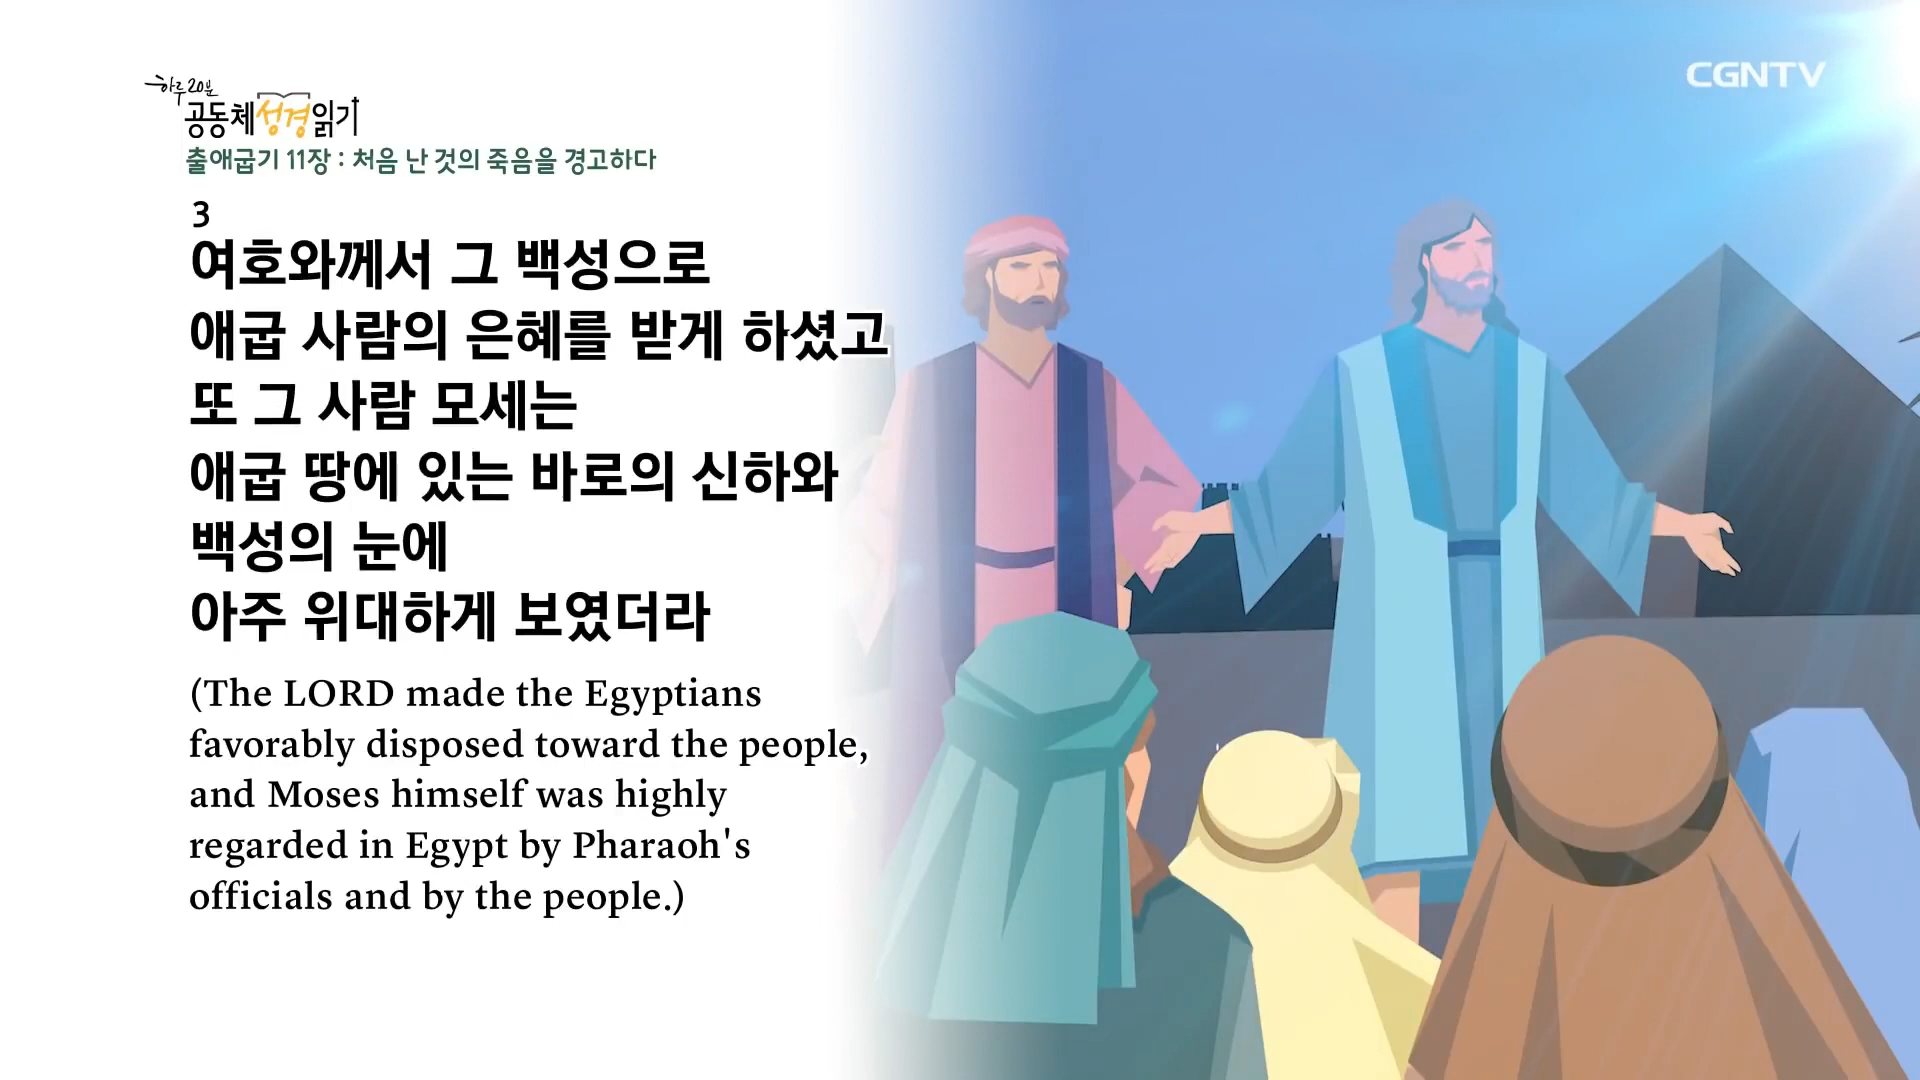 하루 20분
공동체성경읽기
CGNTV
출애굽기 11장 : 처음 난 것의 죽음을 경고하다
3
여호와께서 그 백성으로
애굽 사람의 은혜를 받게 하셨고
또 그 사람 모세는
애굽 땅에 있는 바로의 신하와
백성의 눈에
아주 위대하게 보였더라
(The LORD made the Egyptians
favorably disposed toward the people,
and Moses himself was highly
regarded in Egypt by Pharaoh's
officials and by the people.)